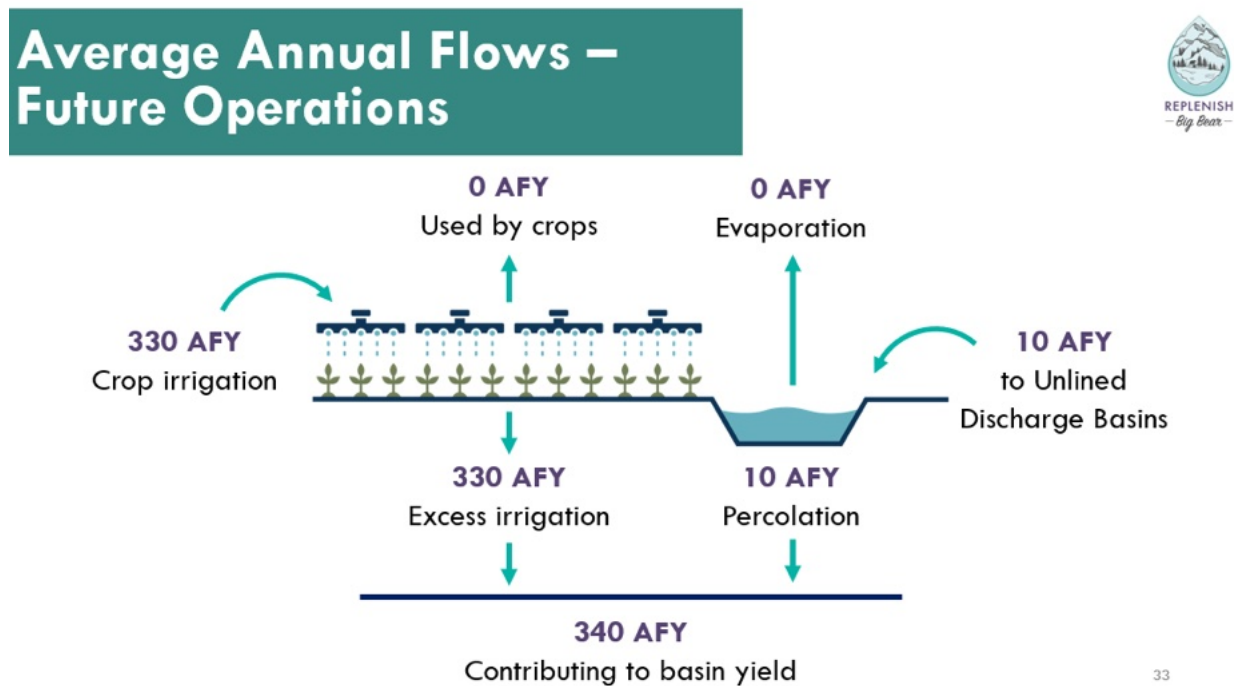 Average Annual Flows –
Future Operations
REPLENISH
– Big Bear –
0 AFY
Used by crops
0 AFY
Evaporation
330 AFY
Crop irrigation
10 AFY
to Unlined
Discharge Basins
330 AFY
Excess irrigation
10 AFY
Percolation
340 AFY
Contributing to basin yield
33